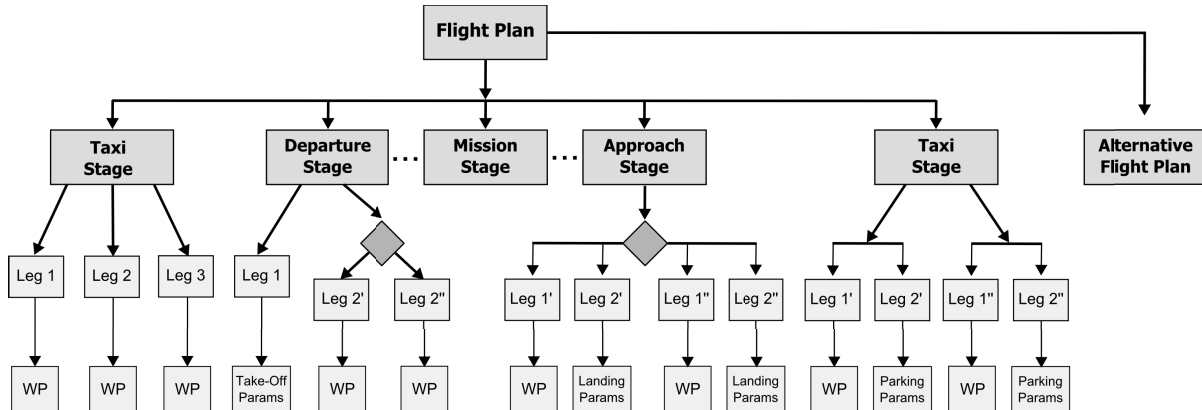 Flight Plan
Taxi
Stage
Departure
Stage
...
Mission
Stage
...
Approach
Stage
Taxi
Stage
Alternative
Flight Plan
Leg 1
Leg 2
Leg 3
Leg 1
Leg 2'
Leg 2"
Leg 1'
Leg 2'
Leg 1"
Leg 2"
Leg 1'
Leg 2'
Leg 1"
Leg 2"
WP
WP
WP
Take-Off
Params
WP
WP
WP
Landing
Params
WP
Landing
Params
WP
Parking
Params
WP
Parking
Params